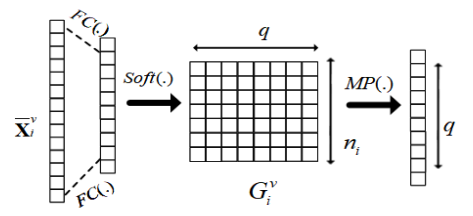 FC(.)
q
Soft(.)
MP(.)
X̅ᵢᵛ
nᵢ
q
Gᵢᵛ
FC(.)